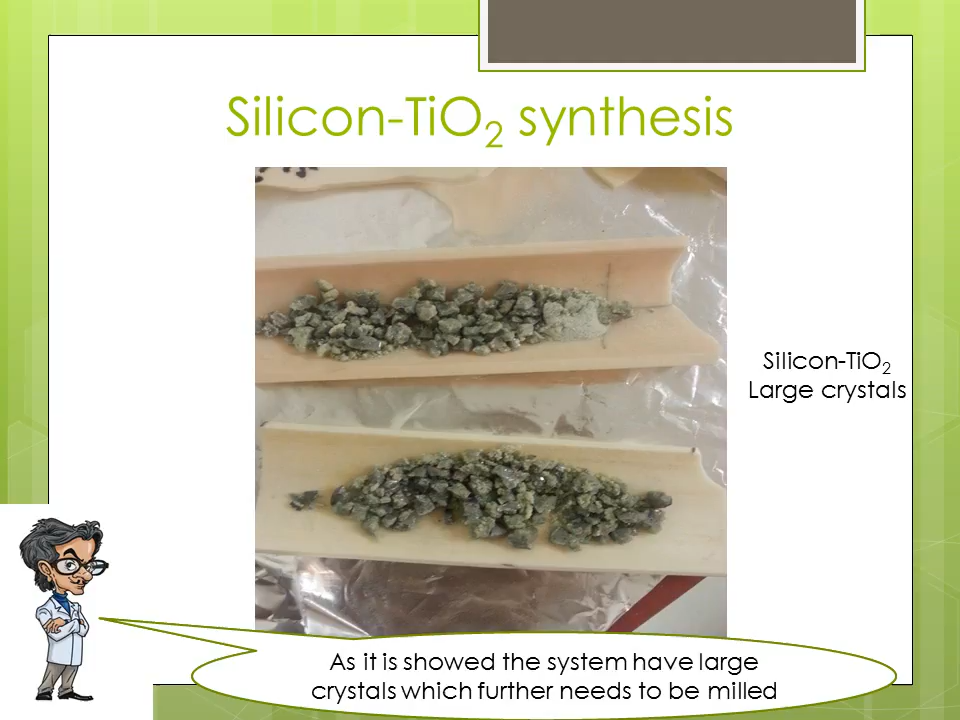 Silicon-TiO₂ synthesis
Silicon-TiO₂
Large crystals
As it is showed the system have large
crystals which further needs to be milled